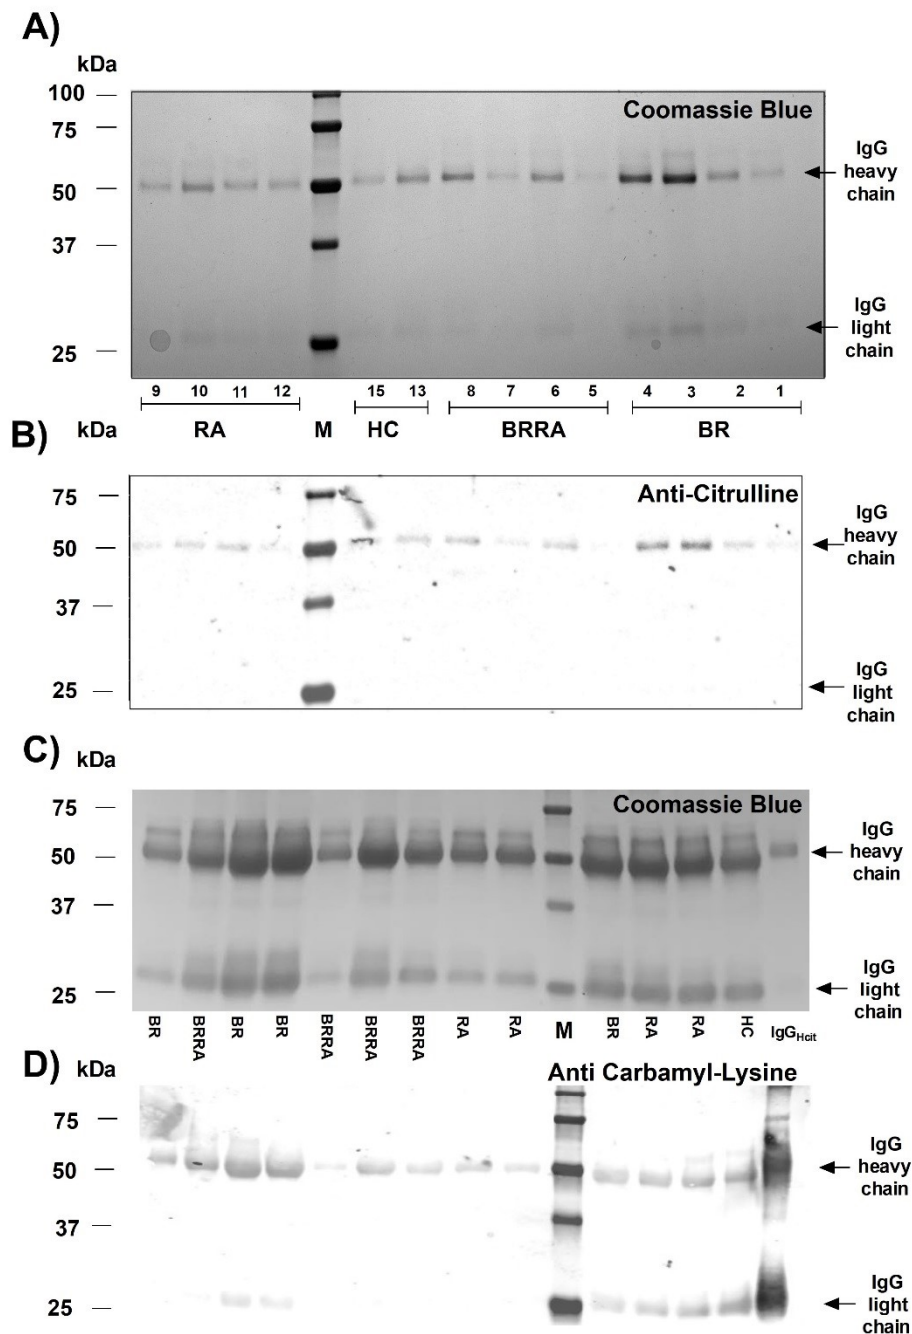 A)
kDa
100
75
50
37
25
Coomassie Blue
IgG
heavy
chain
IgG
light
chain
9 10 11 12 15 13 8 7 6 5 4 3 2 1
RA M HC BRRA BR
B)
kDa
75
50
37
25
Anti-Citrulline
IgG
heavy
chain
IgG
light
chain
C)
kDa
75
50
37
25
Coomassie Blue
IgG
heavy
chain
IgG
light
chain
BR BRRA BR BR BRRA BRRA BRRA RA RA M BR RA RA HC IgGHcit
D)
kDa
75
50
37
25
Anti Carbamyl-Lysine
IgG
heavy
chain
IgG
light
chain